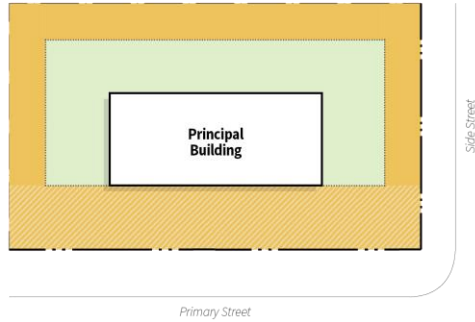 Principal
Building
Side Street
Primary Street